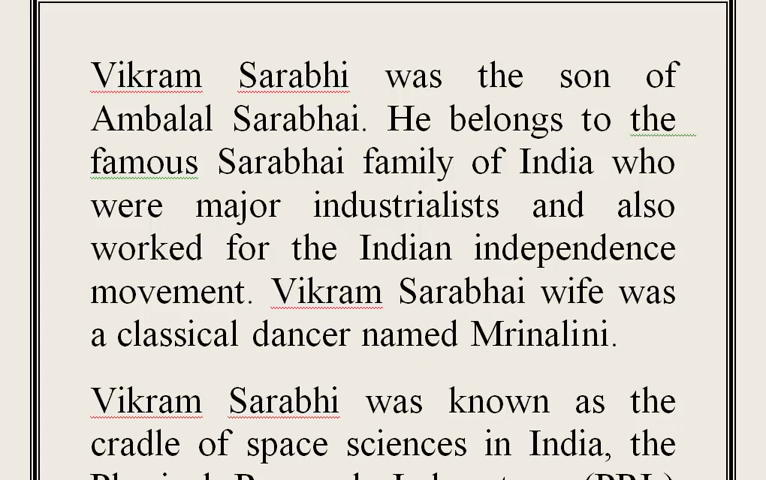 Vikram Sarabhi was the son of
Ambalal Sarabhai. He belongs to the
famous Sarabhai family of India who
were major industrialists and also
worked for the Indian independence
movement. Vikram Sarabhai wife was
a classical dancer named Mrinalini.
Vikram Sarabhi was known as the
cradle of space sciences in India, the